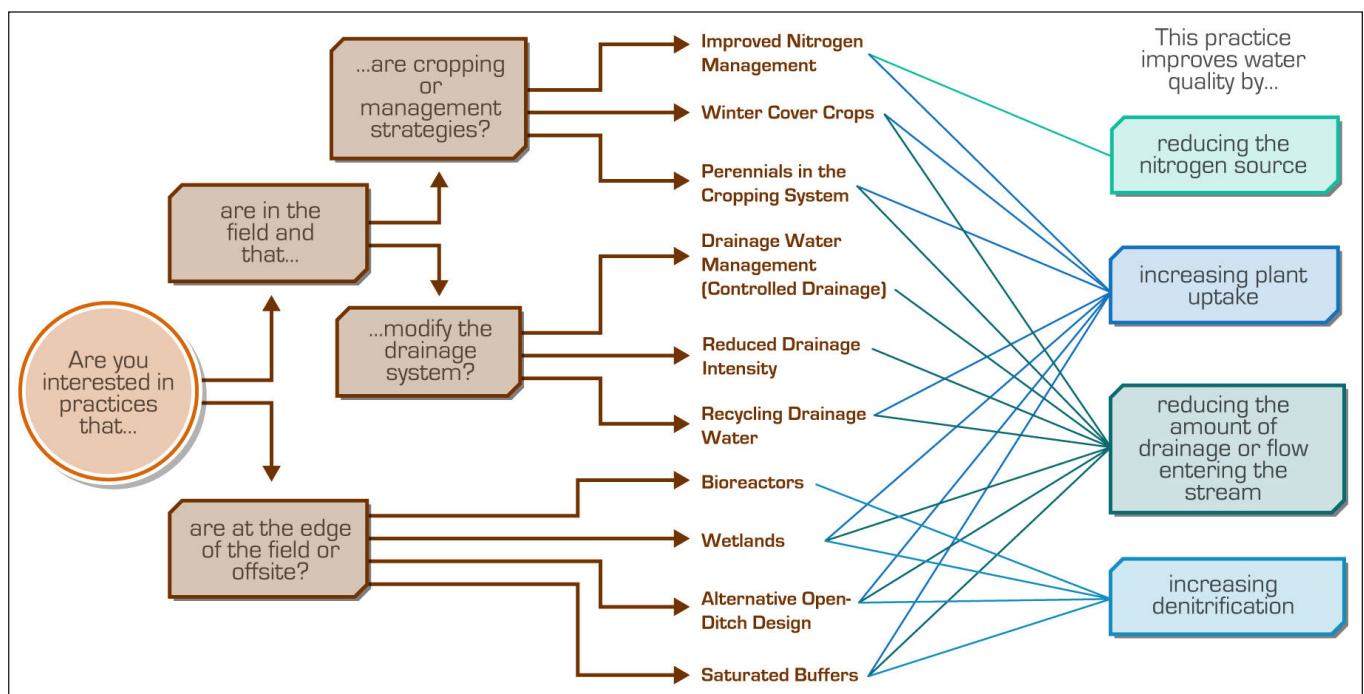 Are you
interested in
practices
that...
are in the
field and
that...
...are cropping
or
management
strategies?
...modify the
drainage
system?
are at the edge
of the field or
offsite?
Improved Nitrogen
Management
Winter Cover Crops
Perennials in the
Cropping System
Drainage Water
Management
(Controlled Drainage)
Reduced Drainage
Intensity
Recycling Drainage
Water
Bioreactors
Wetlands
Alternative Open-
Ditch Design
Saturated Buffers
This practice
improves water
quality by...
reducing the
nitrogen source
increasing plant
uptake
reducing the
amount of
drainage or flow
entering the
stream
increasing
denitrification